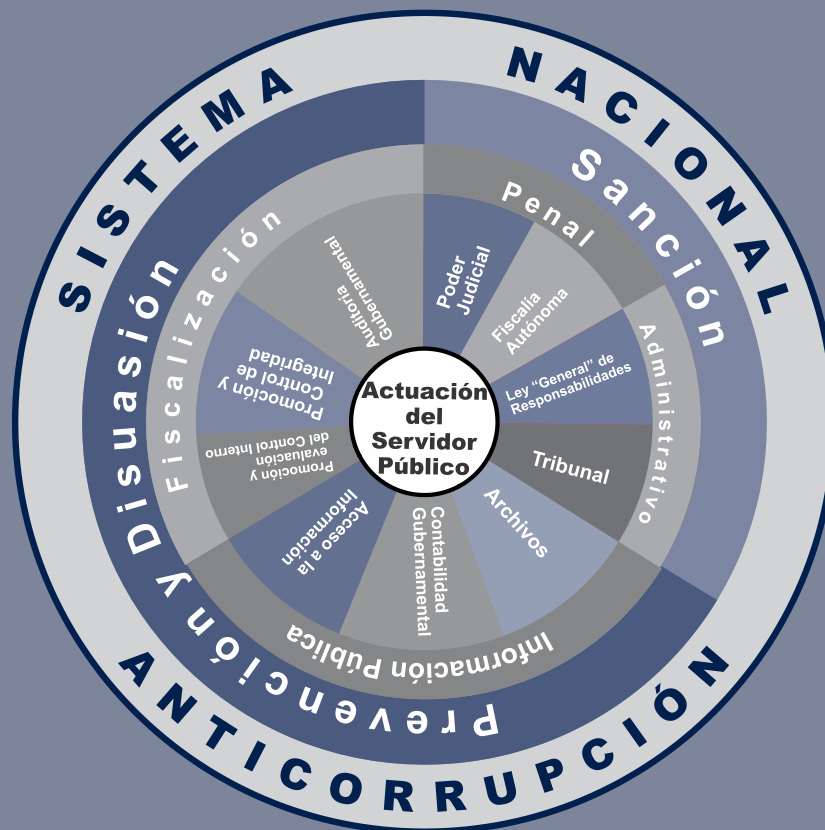 SISTEMA
NACIONAL
ANTICORRUPCIÓN
Sanción
Prevención y Disuasión
Penal
Administrativo
Información Pública
Fiscalización
Poder
Judicial
Fiscalía
Autónoma
Ley “General” de
Responsabilidades
Tribunal
Archivos
Contabilidad
Gubernamental
Acceso a la
Información
Promoción y
evaluación
del Control Interno
Promoción y
Control de
Integridad
Auditoria
Gubernamental
Actuación
del
Servidor
Público